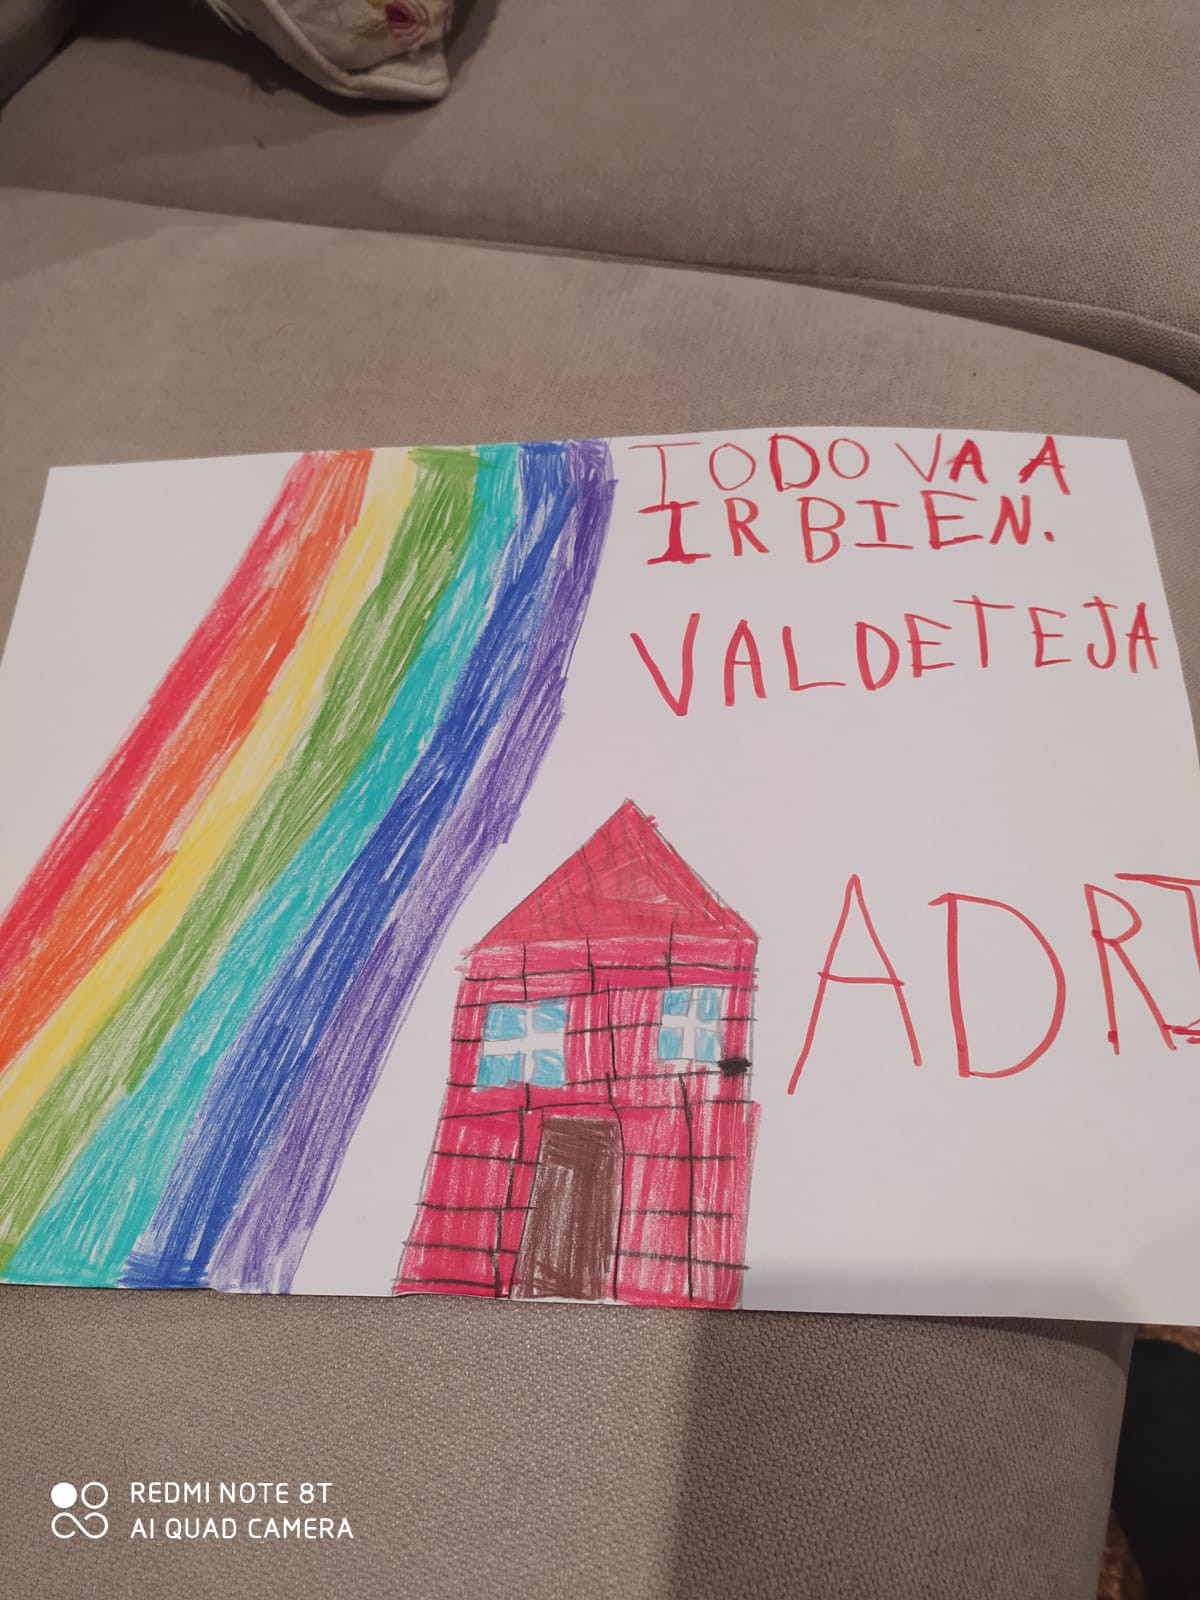 TODO VA A
IR BIEN.
VALDETEJA
ADRI
REDMI NOTE 8T
AI QUAD CAMERA